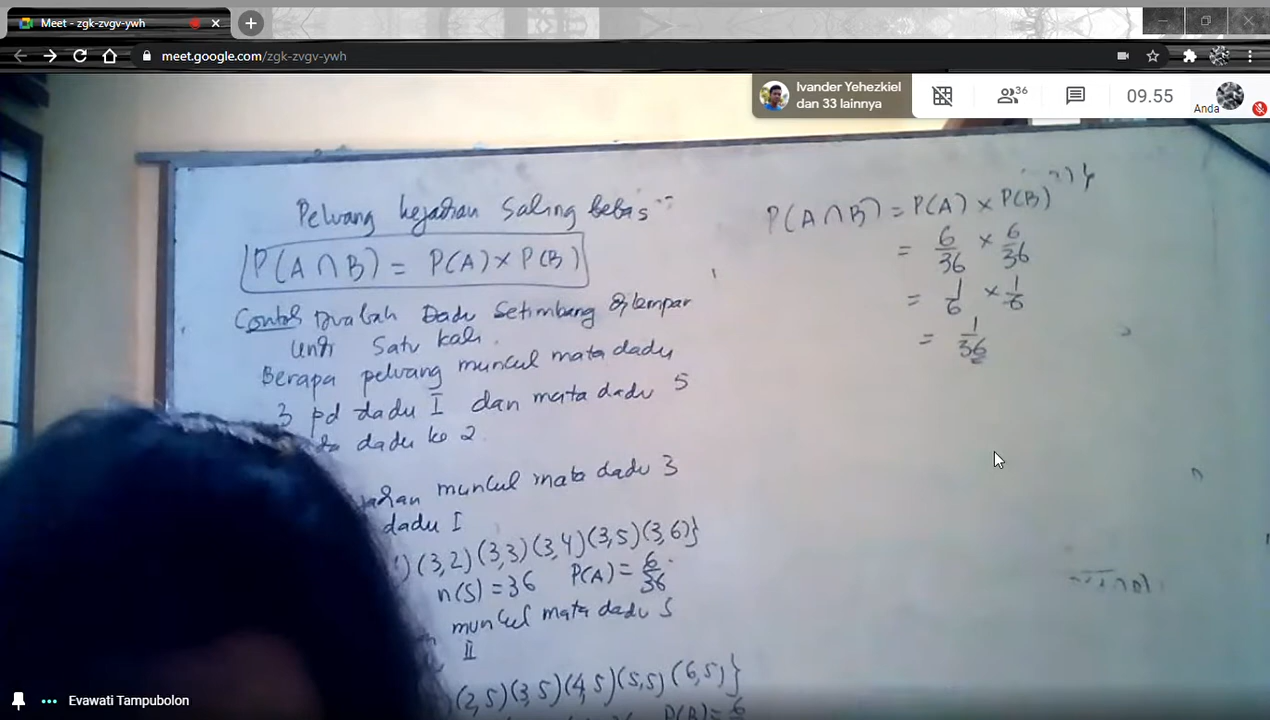 Meet - zgk-zvgv-ywh
meet.google.com/zgk-zvgv-ywh
Ivander Yehezkiel
dan 33 lainnya
36
09.55
Anda
Peluang kejadian Saling bebas
P(A ∩ B) = P(A) × P(B)
Contoh Dua bah Dadu Setimbang dilempar
Satu kali.
Berapa peluang muncul mata dadu
3 pd dadu I dan mata dadu 5
dadu ke 2
muncul mata dadu 3
dadu I
(3,2) (3,3) (3,4) (3,5) (3,6)}
n(S) = 36 P(A) = 6/36
muncul mata dadu 5
II
(2,5) (3,5) (4,5) (5,5) (6,5)}
P(B) = 6
P(A ∩ B) = P(A) × P(B)
= 6/36 × 6/36
= 1/6 × 1/6
= 1/36
Evawati Tampubolon